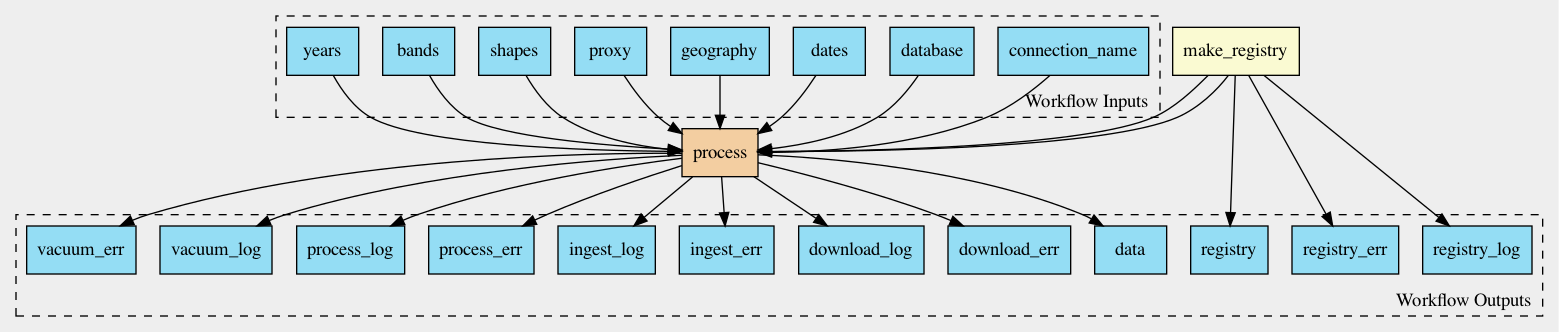 years
bands
shapes
proxy
geography
dates
database
connection_name
make_registry
Workflow Inputs
process
vacuum_err
vacuum_log
process_log
process_err
ingest_log
ingest_err
download_log
download_err
data
registry
registry_err
registry_log
Workflow Outputs